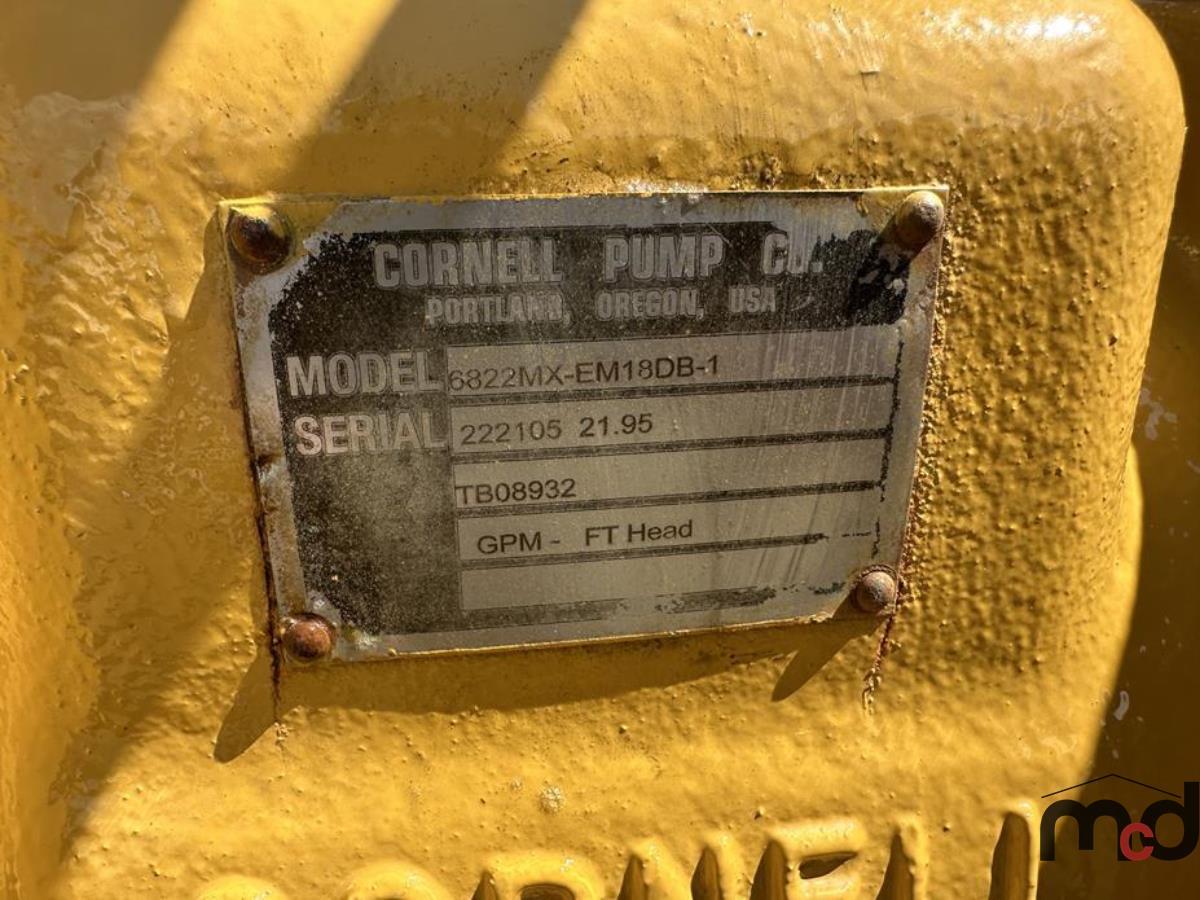 CORNELL PUMP CO.
PORTLAND, OREGON, USA
MODEL 6822MX-EM18DB-1
SERIAL 222105 21.95
TB08932
GPM - FT Head
CORNELL
mcd